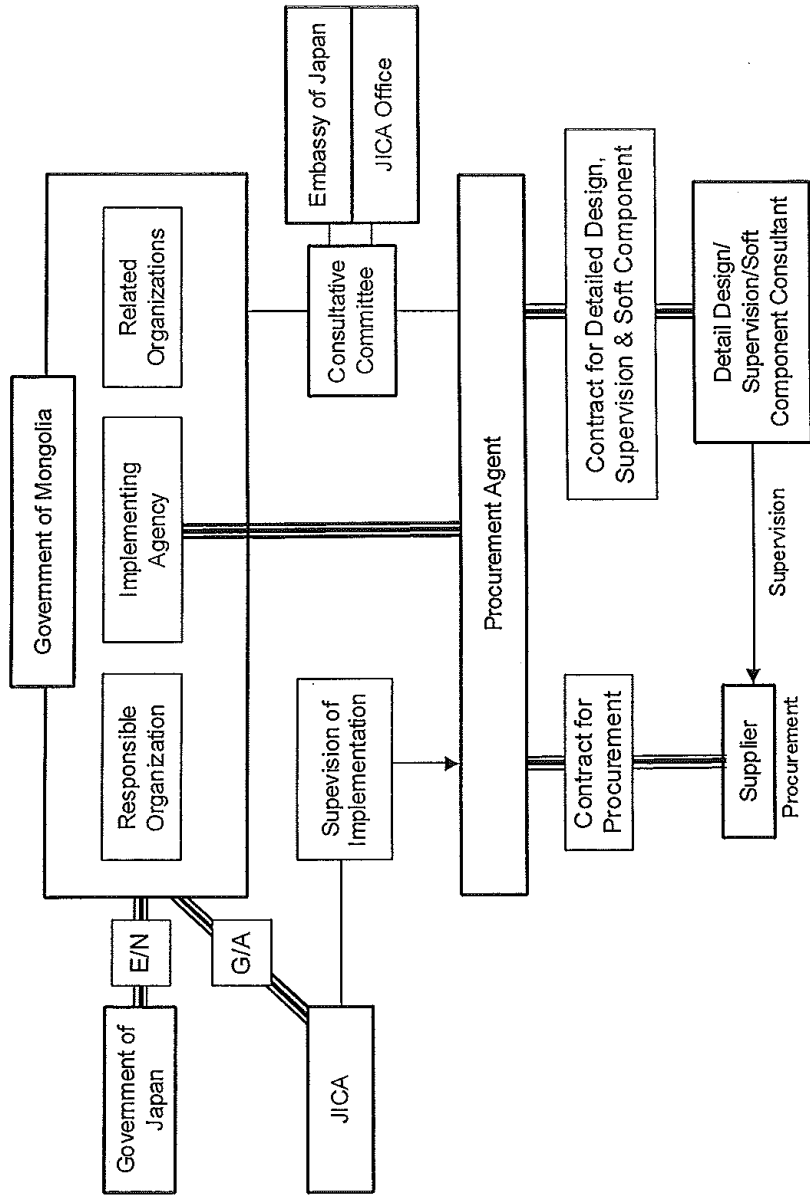 Government of Mongolia
Responsible
Organization
Implementing
Agency
Related
Organizations
Government of
Japan
E/N
G/A
JICA
Supevision of
Implementation
Consultative
Committee
Embassy of Japan
JICA Office
Procurement Agent
Contract for
Procurement
Contract for Detailed Design,
Supervision & Soft Component
Supplier
Procurement
Supervision
Detail Design/
Supervision/Soft
Component Consultant